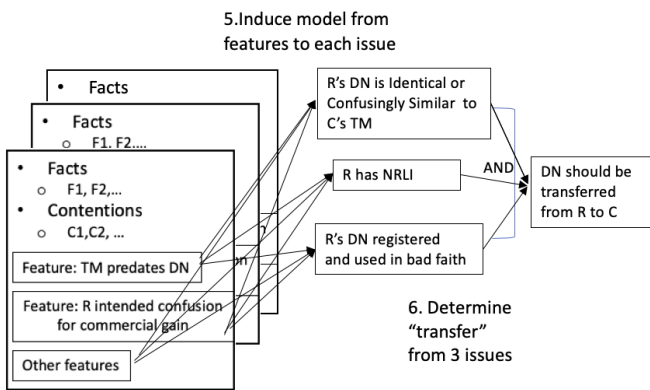 5.Induce model from
features to each issue
• Facts
• Facts
o F1. F2....
• Facts
o F1, F2,...
• Contentions
o C1,C2, ...
Feature: TM predates DN
Feature: R intended confusion
for commercial gain
Other features
R's DN is Identical or
Confusingly Similar to
C's TM
R has NRLI
R's DN registered
and used in bad faith
AND
DN should be
transferred
from R to C
6. Determine
“transfer”
from 3 issues